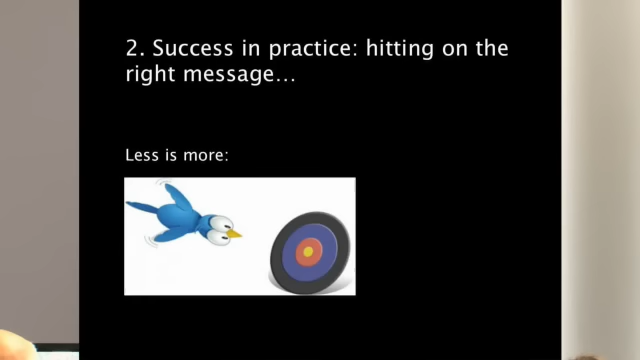 2. Success in practice: hitting on the
right message…
Less is more: